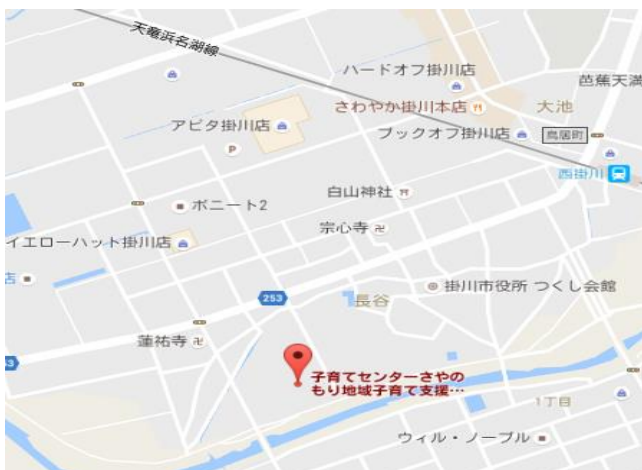 天竜浜名湖線
ハードオフ掛川店
芭蕉天満
さわやか掛川本店
大池
アピタ掛川店
ブックオフ掛川店
鳥居町
P
西掛川
白山神社
ボニート2
宗心寺
イエローハット掛川店
店
掛川市役所 つくし会館
253
長谷
蓮祐寺
53
子育てセンターさやの
もり地域子育て支援…
1丁目
ウィル・ノーブル